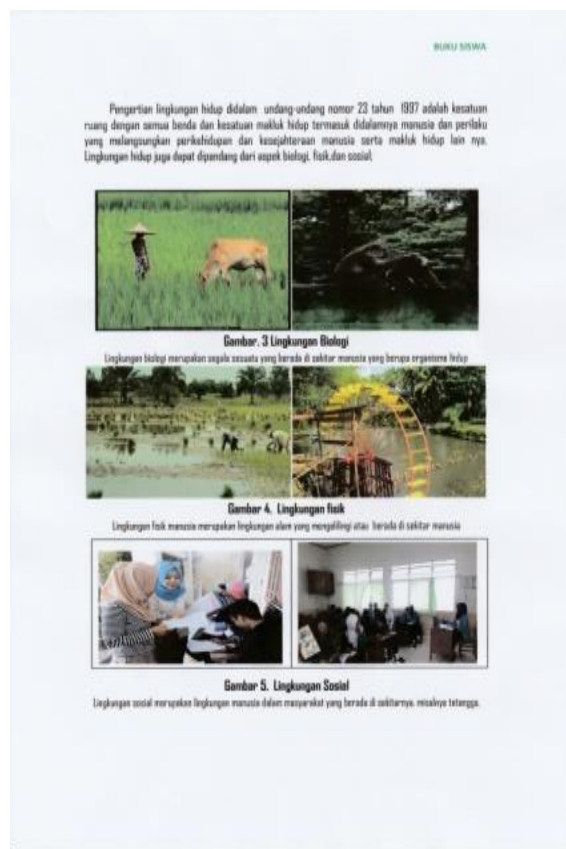 BUKU SISWA
Pengertian lingkungan hidup didalam undang-undang nomor 23 tahun 1997 adalah kesatuan
ruang dengan semua benda dan kesatuan makluk hidup termasuk didalamnya manusia dan perilaku
yang melangsungkan perikehidupan dan kesejahteraan manusia serta makluk hidup lain nya.
Lingkungan hidup juga dapat dipandang dari aspek biologi, fisik,dan sosial;
Gambar. 3 Lingkungan Biologi
Lingkungan biologi merupakan segala sesuatu yang berada di sekitar manusia yang berupa organisme hidup
Gambar 4. Lingkungan fisik
Lingkungan fisik manusia merupakan lingkungan alam yang mengelilingi atau berada di sekitar manusia
Gambar 5. Lingkungan Sosial
Lingkungan sosial merupakan lingkungan manusia dalam masyarakat yang berada di sekitarnya, misalnya tetangga.